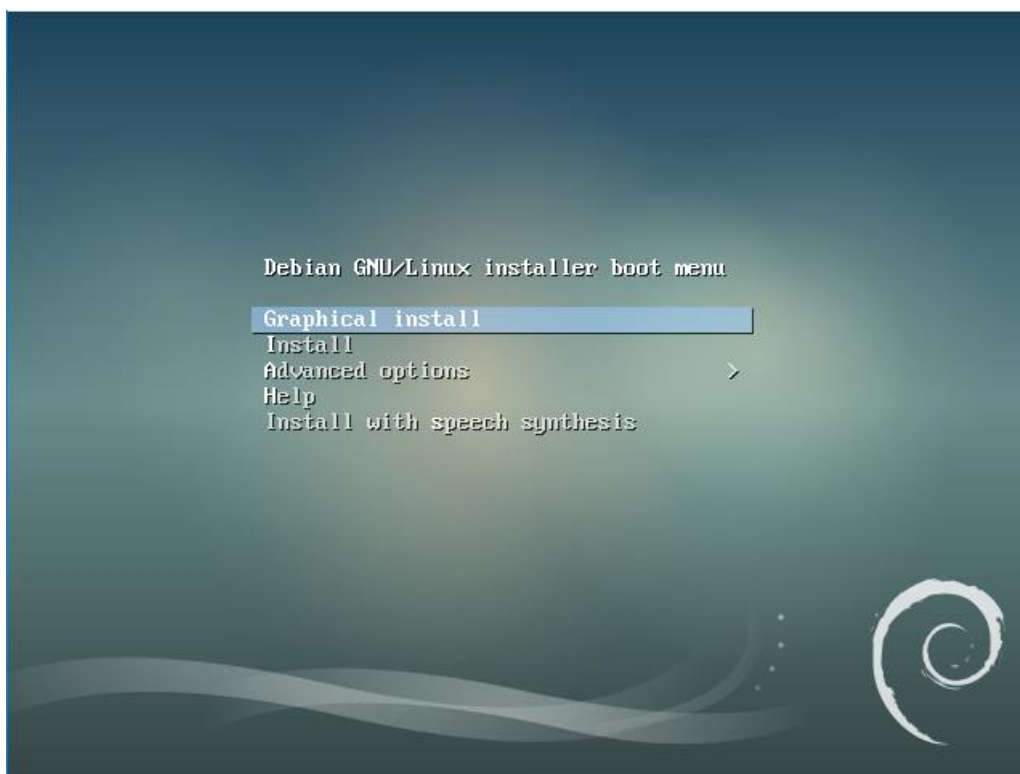 Debian GNU/Linux installer boot menu
Graphical install
Install
Advanced options >
Help
Install with speech synthesis